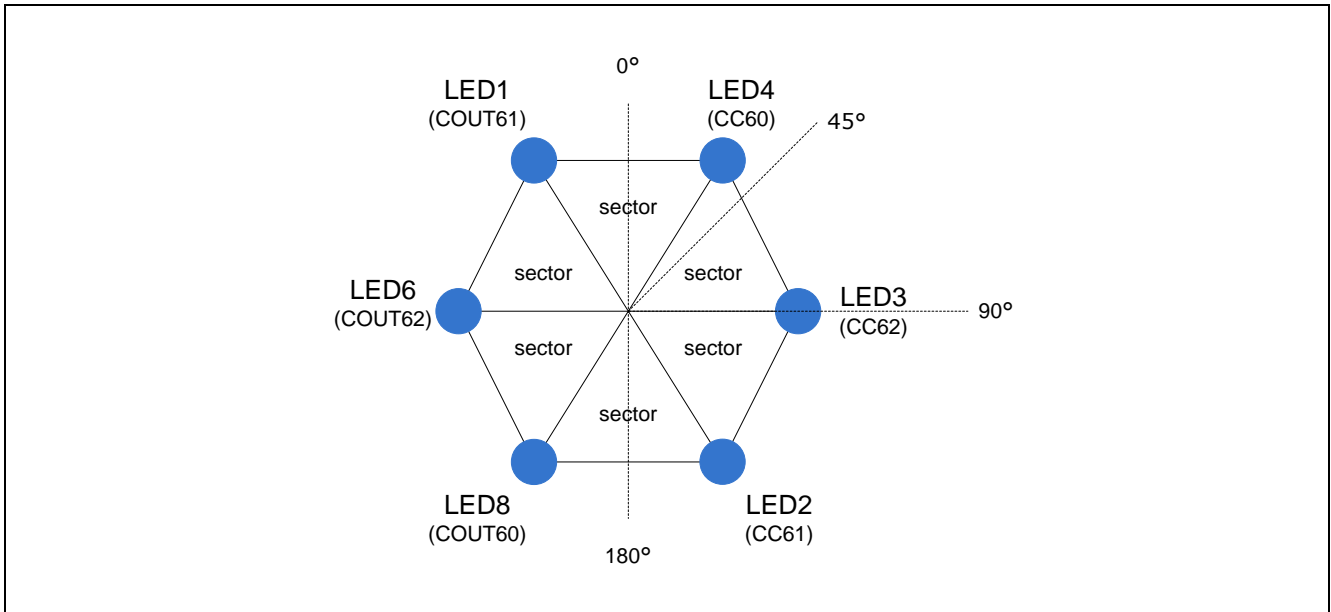 0°
LED1
(COUT61)
LED4
(CC60)
45°
sector
sector
sector
LED6
(COUT62)
LED3
(CC62)
90°
sector
sector
sector
LED8
(COUT60)
LED2
(CC61)
180°